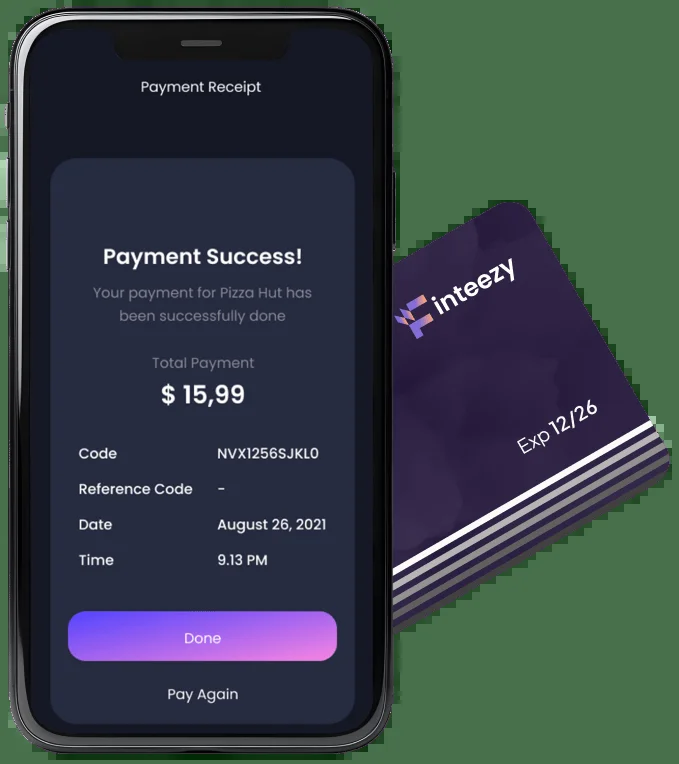 Payment Receipt
Payment Success!
Your payment for Pizza Hut has
been successfully done
Total Payment
$ 15,99
Code NVX1256SJKL0
Reference Code -
Date August 26, 2021
Time 9.13 PM
Done
Pay Again
inteezy
Exp 12/26